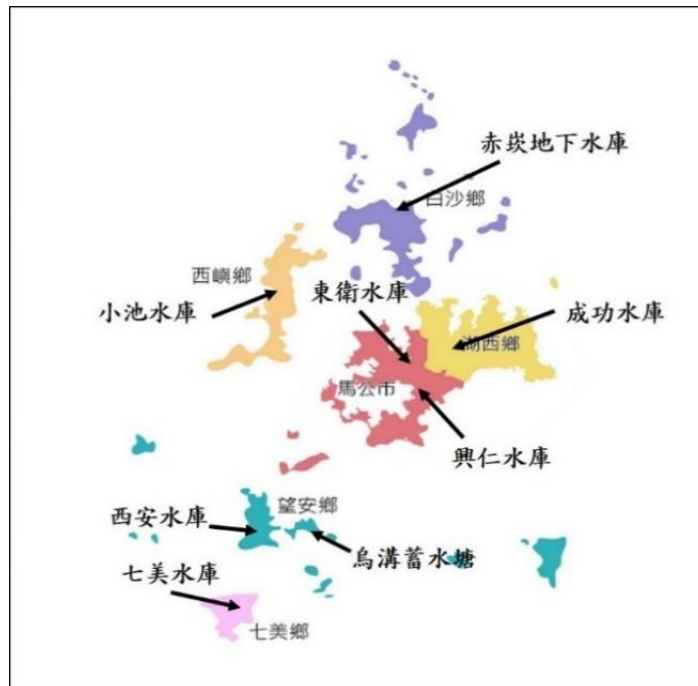 赤崁地下水庫
白沙鄉
西嶼鄉
東衛水庫
小池水庫
成功水庫
湖西鄉
馬公市
興仁水庫
望安鄉
西安水庫
烏溝蓄水塘
七美水庫
七美鄉